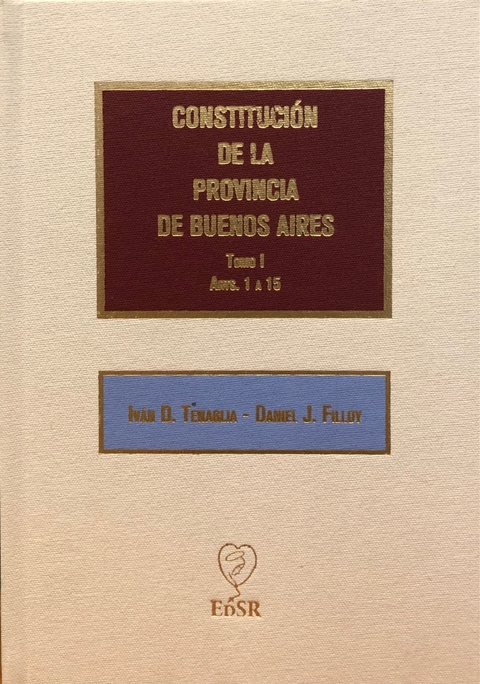 CONSTITUCIÓN
DE LA
PROVINCIA
DE BUENOS AIRES
TOMO I
ARTS. 1 A 15
IVÁN D. TENAGLIA - DANIEL J. FILLOY
EDSR